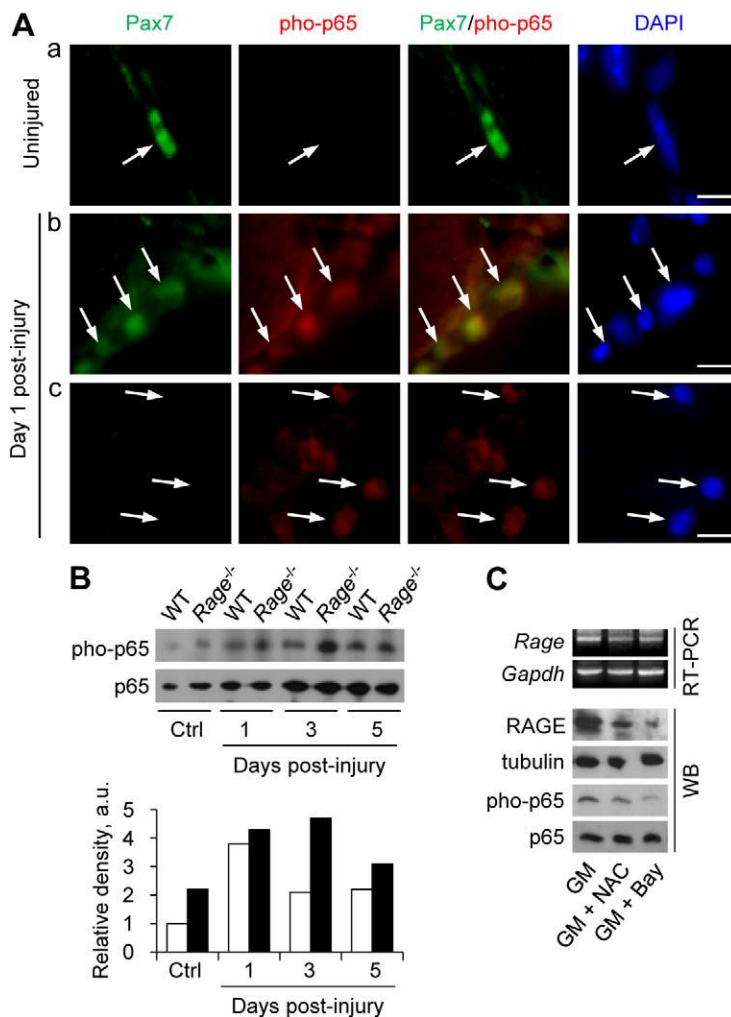 A
Pax7 pho-p65 Pax7/pho-p65 DAPI
a
Uninjured
b
Day 1 post-injury
c
B
WT Rage-/- WT Rage-/- WT Rage-/- WT Rage-/-
pho-p65
p65
Ctrl 1 3 5
Days post-injury
Relative density, a.u.
5
4
3
2
1
0
Ctrl 1 3 5
Days post-injury
C
Rage
Gapdh
RT-PCR
RAGE
tubulin
pho-p65
p65
WB
GM
GM + NAC
GM + Bay